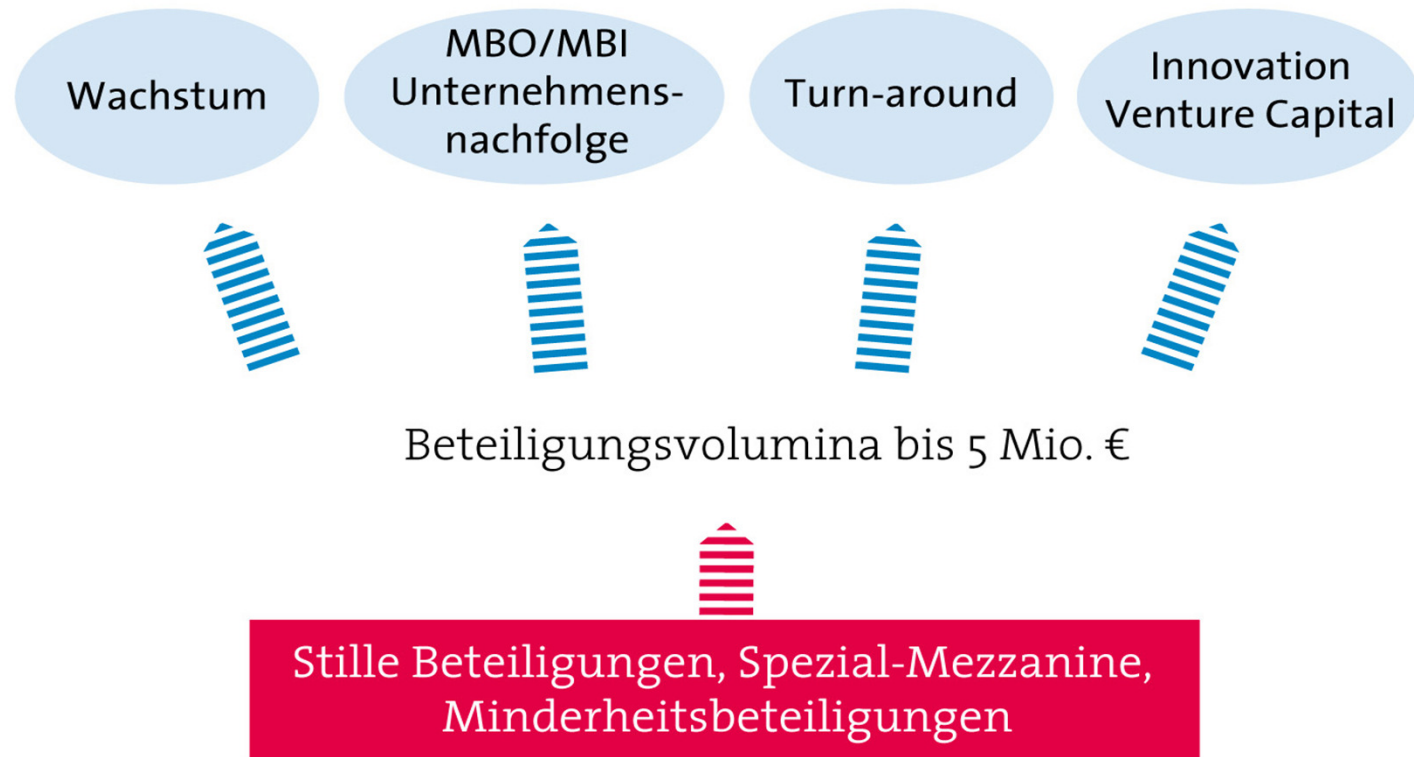 Wachstum
MBO/MBI
Unternehmens-
nachfolge
Turn-around
Innovation
Venture Capital
Beteiligungsvolumina bis 5 Mio. €
Stille Beteiligungen, Spezial-Mezzanine,
Minderheitsbeteiligungen